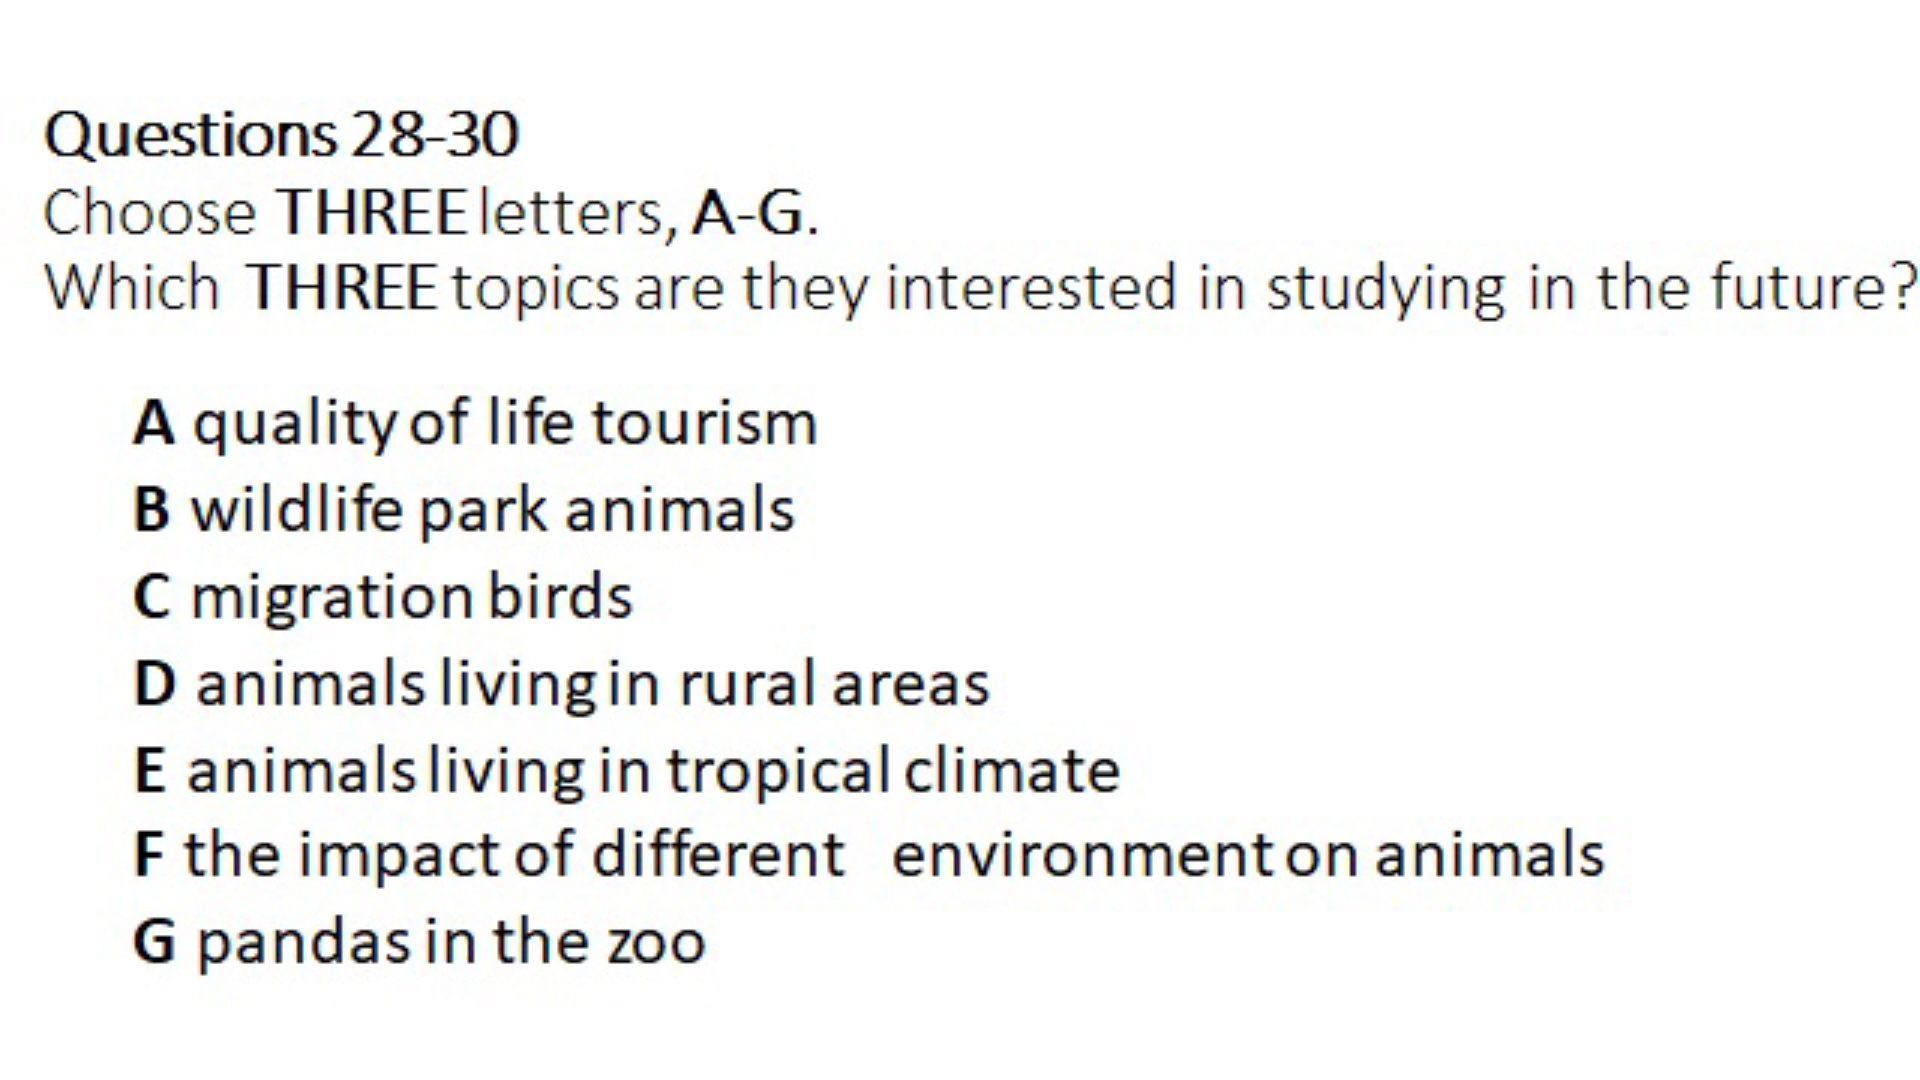 Questions 28-30
Choose THREE letters, A-G.
Which THREE topics are they interested in studying in the future?
A quality of life tourism
B wildlife park animals
C migration birds
D animals living in rural areas
E animals living in tropical climate
F the impact of different environment on animals
G pandas in the zoo